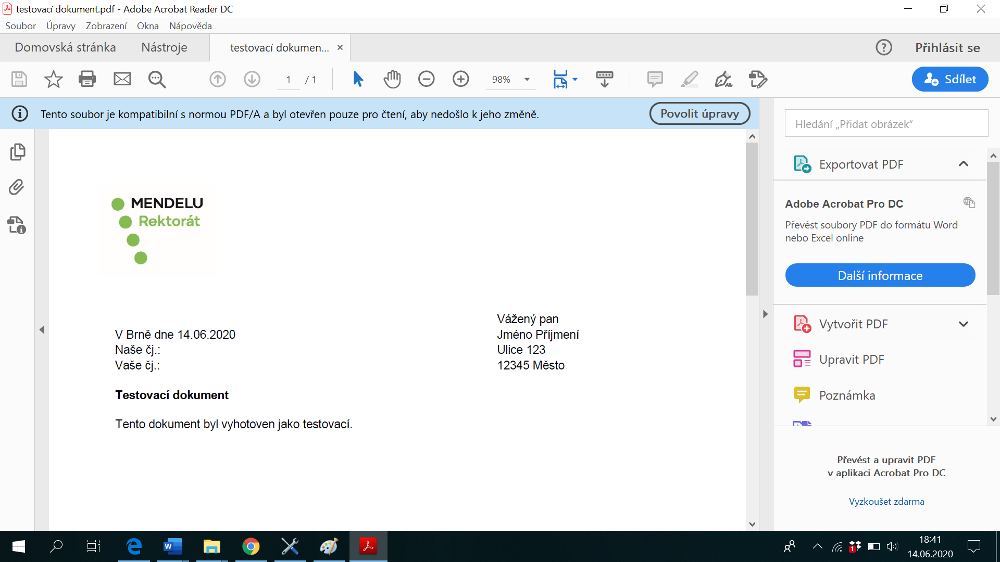 testovací dokument.pdf - Adobe Acrobat Reader DC
Soubor Úpravy Zobrazení Okna Nápověda
Domovská stránka Nástroje testovací dokumen... × ? Přihlásit se
1 / 1 98% Sdílet
Tento soubor je kompatibilní s normou PDF/A a byl otevřen pouze pro čtení, aby nedošlo k jeho změně. Povolit úpravy
MENDELU
Rektorát
V Brně dne 14.06.2020
Naše čj.:
Vaše čj.:
Vážený pan
Jméno Příjmení
Ulice 123
12345 Město
Testovací dokument
Tento dokument byl vyhotoven jako testovací.
Hledání „Přidat obrázek“
Exportovat PDF
Adobe Acrobat Pro DC
Převést soubory PDF do formátu Word
nebo Excel online
Další informace
Vytvořit PDF
Upravit PDF
Poznámka
Převést a upravit PDF
v aplikaci Acrobat Pro DC
Vyzkoušet zdarma
1
18:41
14.06.2020